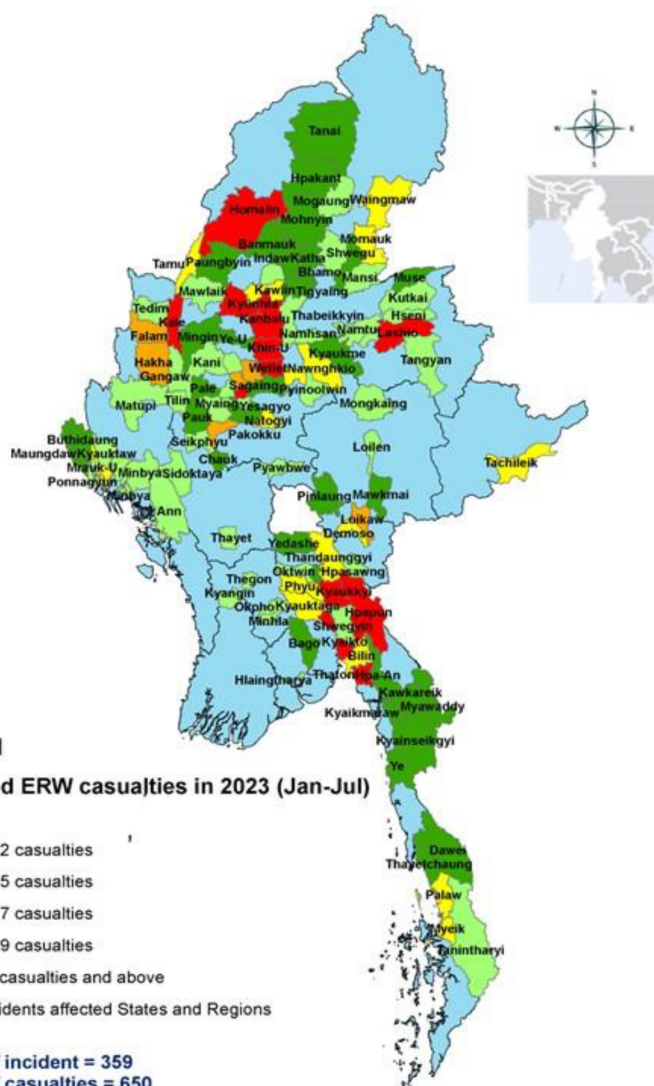 N
W E
S
Tanai
Hpakant
Mogaung
Waingmaw
Homalin
Mohnyin
Momauk
Banmauk
Shwegu
Indaw
Katha
Tamu
Paungbyin
Bhamo
Mansi
Muse
Mawlaik
Kawlin
Tigyaing
Kutkai
Tedim
Kyunhla
Kale
Kanbalu
Thabeikkyin
Hseni
Falam
Mingin
Ye-U
Namhsan
Namtu
Lashio
Khin-U
Kyaukme
Hakha
Kani
Wetlet
Nawnghkio
Tangyan
Gangaw
Sagaing
Pyinoolwin
Pale
Matupi
Tilin
Myaing
Yesagyo
Mongkaing
Pauk
Natogyi
Seikphyu
Pakokku
Buthidaung
Loilen
Maungdaw
Kyauktaw
Chauk
Mrauk-U
Minbya
Sidoktaya
Pyawbwe
Tachileik
Ponnagyun
Minbya
Pinlaung
Mawkmai
Ann
Loikaw
Thayet
Yedashe
Demoso
Thandaunggyi
Oktwin
Hpasawng
Thegon
Phyu
Kyaukkyi
Kyangin
Okpho
Kyauktaga
Hpapun
Minhla
Shwegyin
Bago
Kyaikto
Bilin
Hlaingtharya
Thaton
Hpa-An
Kawkareik
Kyaikmaraw
Myawaddy
Kyainseikgyi
Ye
d ERW casualties in 2023 (Jan-Jul)
2 casualties
Dawei
Thayetchaung
5 casualties
Palaw
7 casualties
Myeik
9 casualties
Tanintharyi
casualties and above
idents affected States and Regions
incident = 359
casualties = 650